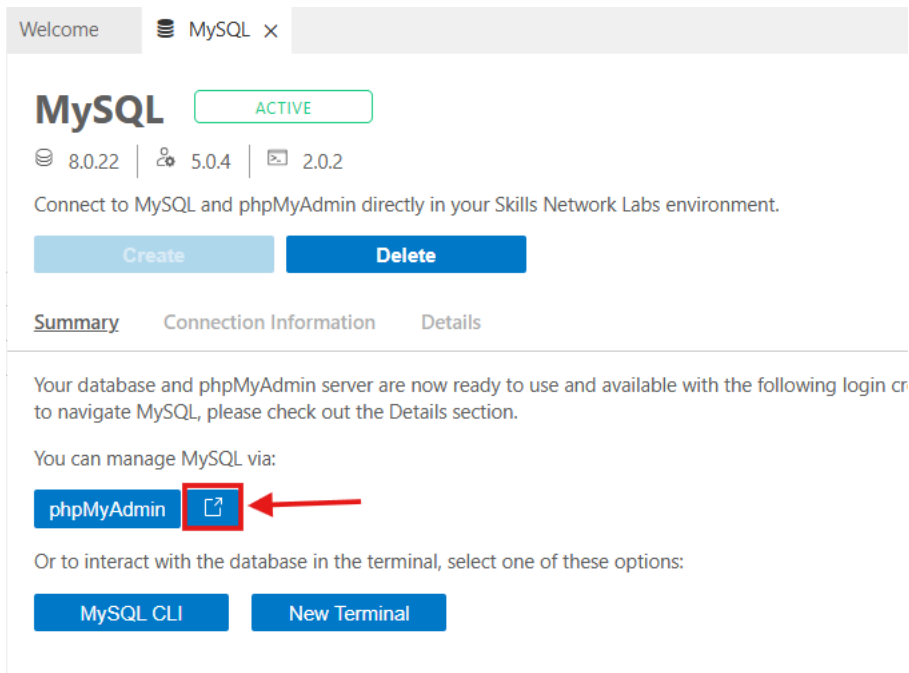 Welcome
MySQL
MySQL
ACTIVE
8.0.22
5.0.4
2.0.2
Connect to MySQL and phpMyAdmin directly in your Skills Network Labs environment.
Create
Delete
Summary
Connection Information
Details
Your database and phpMyAdmin server are now ready to use and available with the following login
to navigate MySQL, please check out the Details section.
You can manage MySQL via:
phpMyAdmin
Or to interact with the database in the terminal, select one of these options:
MySQL CLI
New Terminal